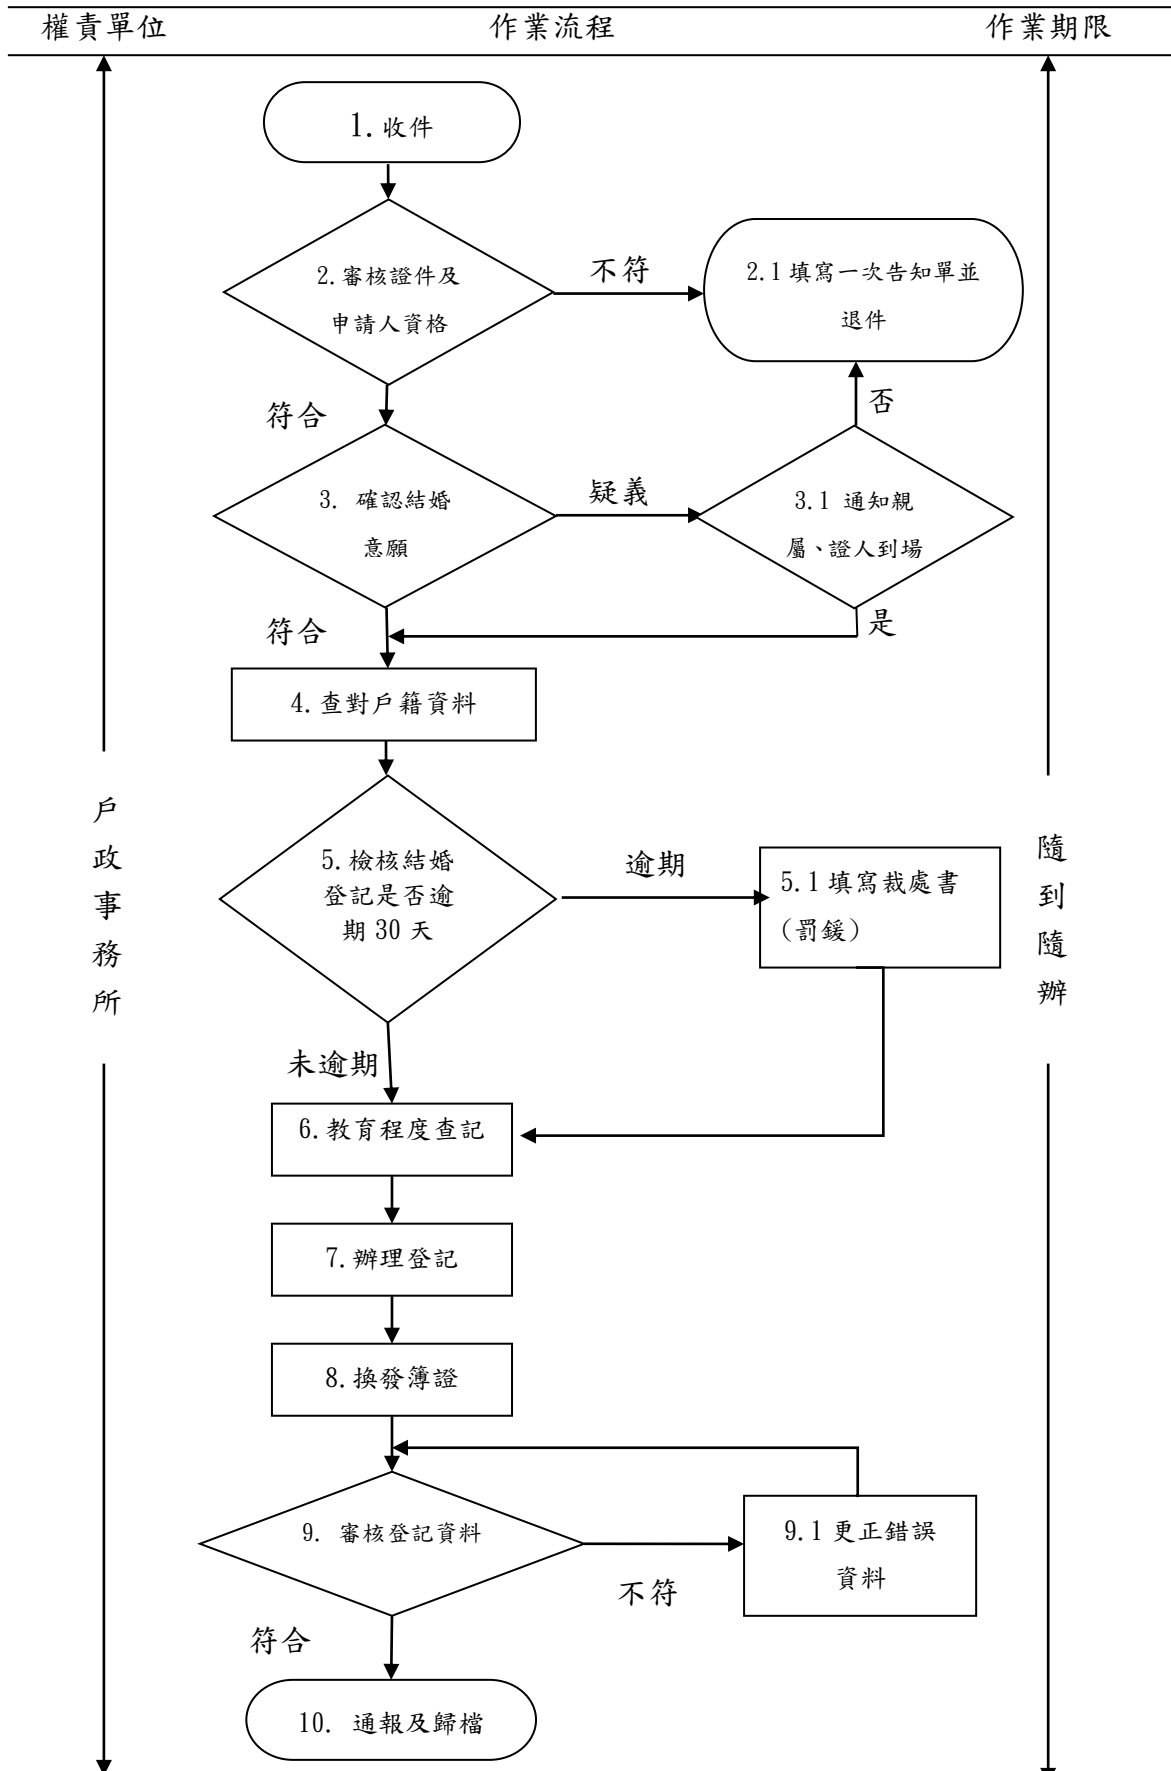 權責單位 作業流程 作業期限
1.收件
2.審核證件及
申請人資格
不符
2.1 填寫一次告知單並
退件
符合
否
3. 確認結婚
意願
疑義
3.1 通知親
屬、證人到場
符合
是
4.查對戶籍資料
戶政事務所
隨到隨辦
5.檢核結婚
登記是否逾
期 30 天
逾期
5.1 填寫裁處書
(罰鍰)
未逾期
6.教育程度查記
7.辦理登記
8.換發簿證
9. 審核登記資料
不符
9.1 更正錯誤
資料
符合
10. 通報及歸檔